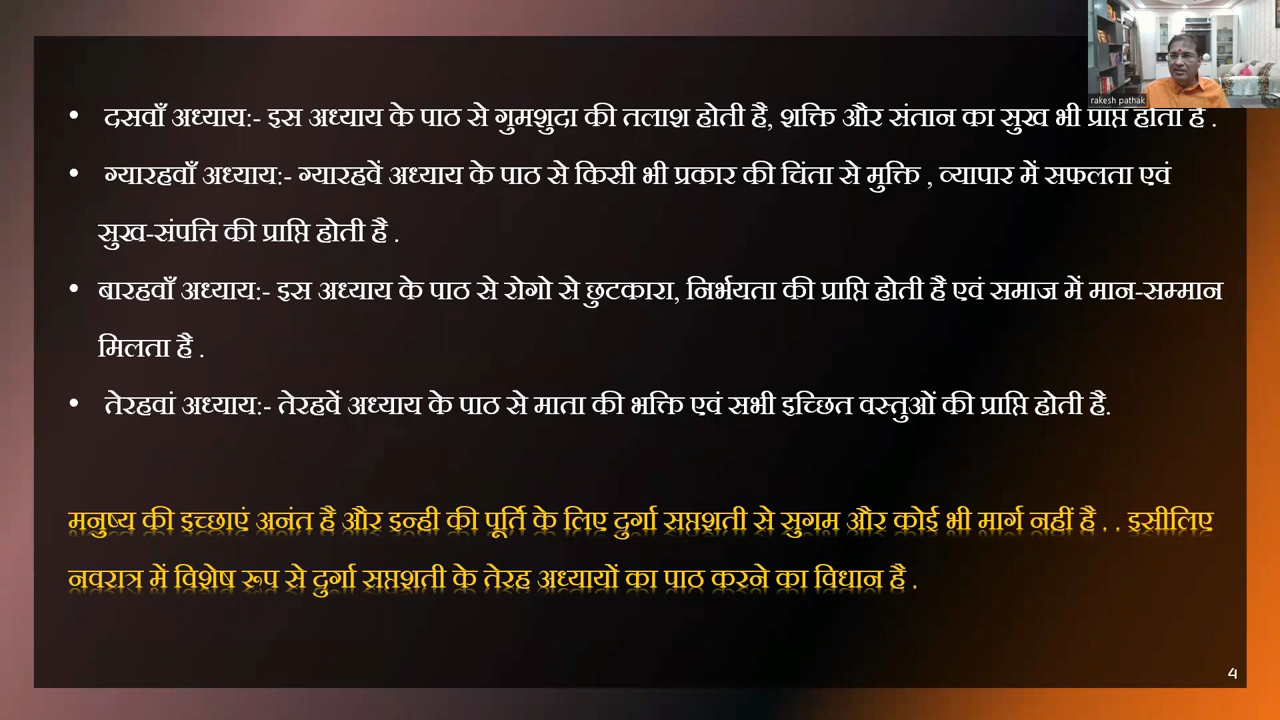 rakesh pathak
• दसवाँ अध्याय:- इस अध्याय के पाठ से गुमशुदा की तलाश होती है, शक्ति और संतान का सुख भी प्राप्त होता है .
• ग्यारहवाँ अध्याय:- ग्यारहवें अध्याय के पाठ से किसी भी प्रकार की चिंता से मुक्ति , व्यापार में सफलता एवं
सुख-संपत्ति की प्राप्ति होती है .
• बारहवाँ अध्याय:- इस अध्याय के पाठ से रोगो से छुटकारा, निर्भयता की प्राप्ति होती है एवं समाज में मान-सम्मान
मिलता है .
• तेरहवां अध्याय:- तेरहवें अध्याय के पाठ से माता की भक्ति एवं सभी इच्छित वस्तुओं की प्राप्ति होती है.
मनुष्य की इच्छाएं अनंत है और इन्ही की पूर्ति के लिए दुर्गा सप्तशती से सुगम और कोई भी मार्ग नहीं है . . इसीलिए
नवरात्र में विशेष रूप से दुर्गा सप्तशती के तेरह अध्यायों का पाठ करने का विधान है .
4